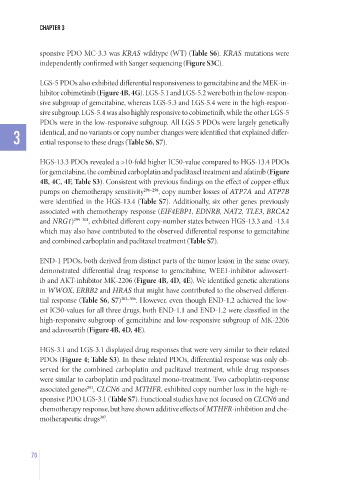 CHAPTER 3
sponsive PDO MC-3.3 was KRAS wildtype (WT) (Table S6). KRAS mutations were
independently confirmed with Sanger sequencing (Figure S3C).
LGS-5 PDOs also exhibited differential responsiveness to gemcitabine and the MEK-in-
hibitor cobimetinib (Figure 4B, 4G). LGS-5.1 and LGS-5.2 were both in the low-respon-
sive subgroup of gemcitabine, whereas LGS-5.3 and LGS-5.4 were in the high-respon-
sive subgroup. LGS-5.4 was also highly responsive to cobimetinib, while the other LGS-5
PDOs were in the low-responsive subgroup. All LGS-5 PDOs were largely genetically
identical, and no variants or copy number changes were identified that explained differ-
ential response to these drugs (Table S6, S7).
3
HGS-13.3 PDOs revealed a >10-fold higher IC50-value compared to HGS-13.4 PDOs
for gemcitabine, the combined carboplatin and paclitaxel treatment and afatinib (Figure
4B, 4C, 4F, Table S3). Consistent with previous findings on the effect of copper-efflux
pumps on chemotherapy sensitivity, copy number losses of ATP7A and ATP7B
were identified in the HGS-13.4 (Table S7). Additionally, six other genes previously
associated with chemotherapy response (EIF4EBP1, EDNRB, NAT2, TLE3, BRCA2
and NRG1), exhibited different copy-number states between HGS-13.3 and -13.4
which may also have contributed to the observed differential response to gemcitabine
and combined carboplatin and paclitaxel treatment (Table S7).
END-1 PDOs, both derived from distinct parts of the tumor lesion in the same ovary,
demonstrated differential drug response to gemcitabine, WEE1-inhibitor adavosert-
ib and AKT-inhibitor MK-2206 (Figure 4B, 4D, 4E). We identified genetic alterations
in WWOX, ERBB2 and HRAS that might have contributed to the observed differen-
tial response (Table S6, S7). However, even though END-1.2 achieved the low-
est IC50-values for all three drugs, both END-1.1 and END-1.2 were classified in the
high-responsive subgroup of gemcitabine and low-responsive subgroup of MK-2206
and adavosertib (Figure 4B, 4D, 4E).
HGS-3.1 and LGS-3.1 displayed drug responses that were very similar to their related
PDOs (Figure 4; Table S3). In these related PDOs, differential response was only ob-
served for the combined carboplatin and paclitaxel treatment, while drug responses
were similar to carboplatin and paclitaxel mono-treatment. Two carboplatin-response
associated genes, CLCN6 and MTHFR, exhibited copy number loss in the high-re-
sponsive PDO LGS-3.1 (Table S7). Functional studies have not focused on CLCN6 and
chemotherapy response, but have shown additive effects of MTHFR-inhibition and che-
motherapeutic drugs.
70